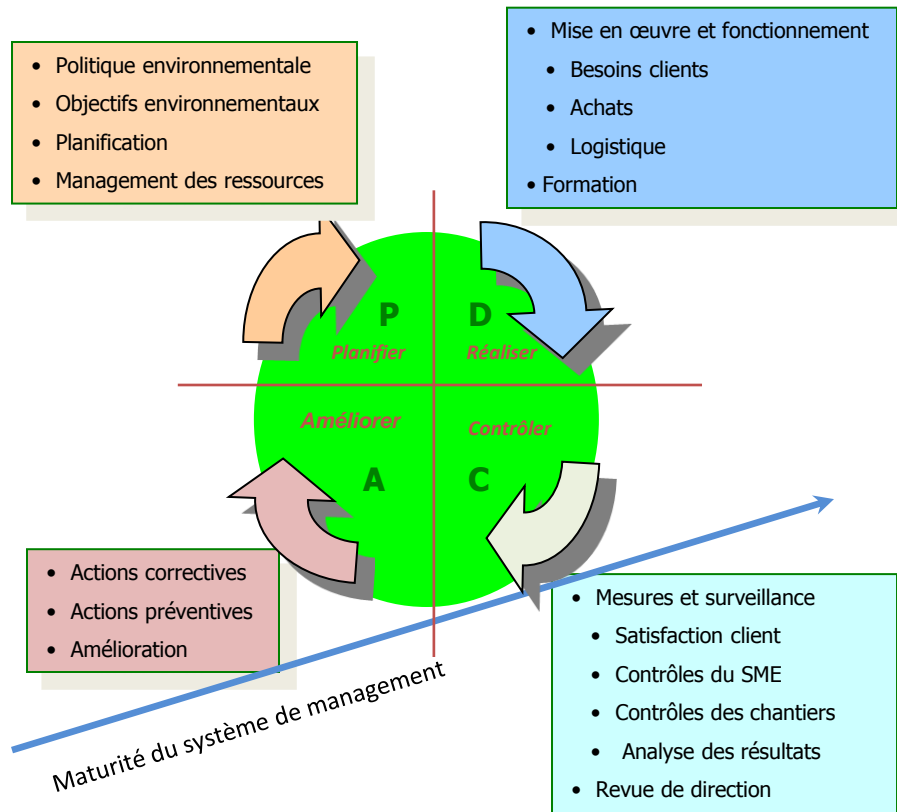 • Politique environnementale
• Objectifs environnementaux
• Planification
• Management des ressources
• Mise en œuvre et fonctionnement
• Besoins clients
• Achats
• Logistique
• Formation
P
Planifier
D
Réaliser
Améliorer
A
Contrôler
C
• Actions correctives
• Actions préventives
• Amélioration
Maturité du système de management
• Mesures et surveillance
• Satisfaction client
• Contrôles du SME
• Contrôles des chantiers
• Analyse des résultats
• Revue de direction